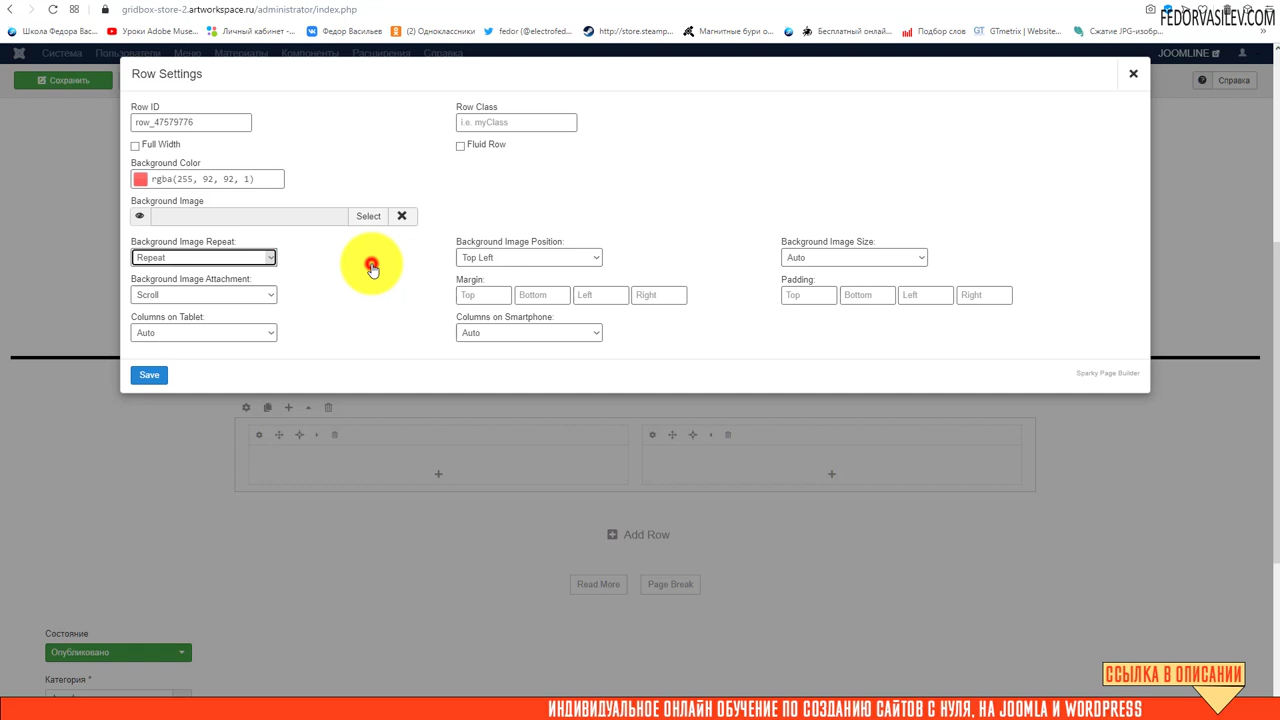 gridbox-store-2.artworkspace.ru/administrator/index.php
FEDORVASILEV.COM
Школа Федора Вас... Уроки Adobe Muse... Личный кабинет -... Федор Васильев (2) Одноклассники fedor (@electrofed... http://store.steamp... Магнитные бури о... Бесплатный онлай... Подбор слов GTmetrix | Website... Сжатие JPG-изобр...
Система Пользователи Меню Материалы Компоненты Расширения Справка JOOMLINE
Сохранить
Справка
Row Settings
Row ID Row Class
row_47579776 i.e. myClass
Full Width Fluid Row
Background Color
rgba(255, 92, 92, 1)
Background Image
Select
Background Image Repeat: Background Image Position: Background Image Size:
Repeat Top Left Auto
Background Image Attachment: Margin: Padding:
Scroll Top Bottom Left Right Top Bottom Left Right
Columns on Tablet: Columns on Smartphone:
Auto Auto
Save
Sparky Page Builder
Add Row
Read More Page Break
Состояние
Опубликовано
Категория *
ССЫЛКА В ОПИСАНИИ
ИНДИВИДУАЛЬНОЕ ОНЛАЙН ОБУЧЕНИЕ ПО СОЗДАНИЮ САЙТОВ С НУЛЯ, НА JOOMLA И WORDPRESS